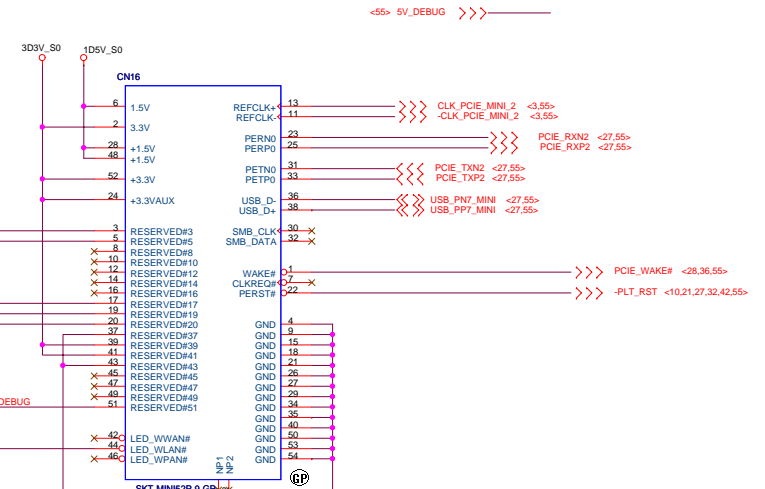 <55> 5V_DEBUG
3D3V_S0 1D5V_S0
CN16
6 1.5V REFCLK+ 13 CLK_PCIE_MINI_2 <3,55>
REFCLK- 11 -CLK_PCIE_MINI_2 <3,55>
2 3.3V
PERN0 23 PCIE_RXN2 <27,55>
28 +1.5V PERP0 25 PCIE_RXP2 <27,55>
48 +1.5V
PETN0 31 PCIE_TXN2 <27,55>
52 +3.3V PETP0 33 PCIE_TXP2 <27,55>
24 +3.3VAUX USB_D- 36 USB_PN7_MINI <27,55>
USB_D+ 38 USB_PP7_MINI <27,55>
3 RESERVED#3 SMB_CLK 30
5 RESERVED#5 SMB_DATA 32
8 RESERVED#8
10 RESERVED#10
12 RESERVED#12 WAKE# 1 PCIE_WAKE# <28,36,55>
14 RESERVED#14 CLKREQ# 7
16 RESERVED#16 PERST# 22 -PLT_RST <10,21,27,32,42,55>
17 RESERVED#17
19 RESERVED#19
20 RESERVED#20 GND 4
37 RESERVED#37 GND 9
39 RESERVED#39 GND 15
41 RESERVED#41 GND 18
43 RESERVED#43 GND 21
45 RESERVED#45 GND 26
47 RESERVED#47 GND 27
49 RESERVED#49 GND 29
DEBUG 51 RESERVED#51 GND 34
GND 35
GND 40
42 LED_WWAN# GND 50
44 LED_WLAN# GND 53
46 LED_WPAN# GND 54
NP1
NP2
GP
SKT-MINI52P-9-GP